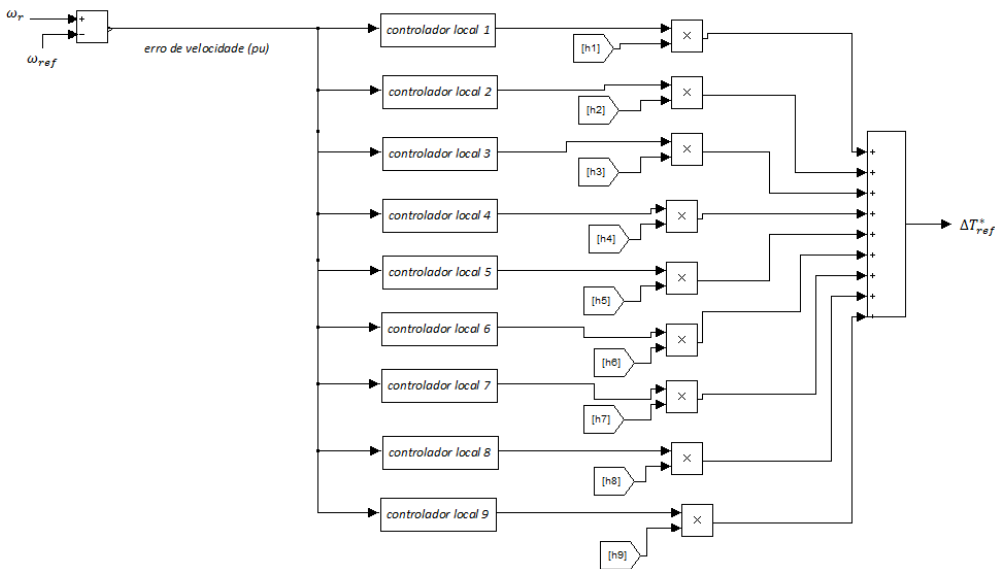 ω_r
+
−
ω_ref
erro de velocidade (pu)
controlador local 1
[h1]
×
controlador local 2
[h2]
×
controlador local 3
[h3]
×
controlador local 4
[h4]
×
controlador local 5
[h5]
×
controlador local 6
[h6]
×
controlador local 7
[h7]
×
controlador local 8
[h8]
×
controlador local 9
[h9]
×
+
+
+
+
+
+
+
+
ΔT*_ref